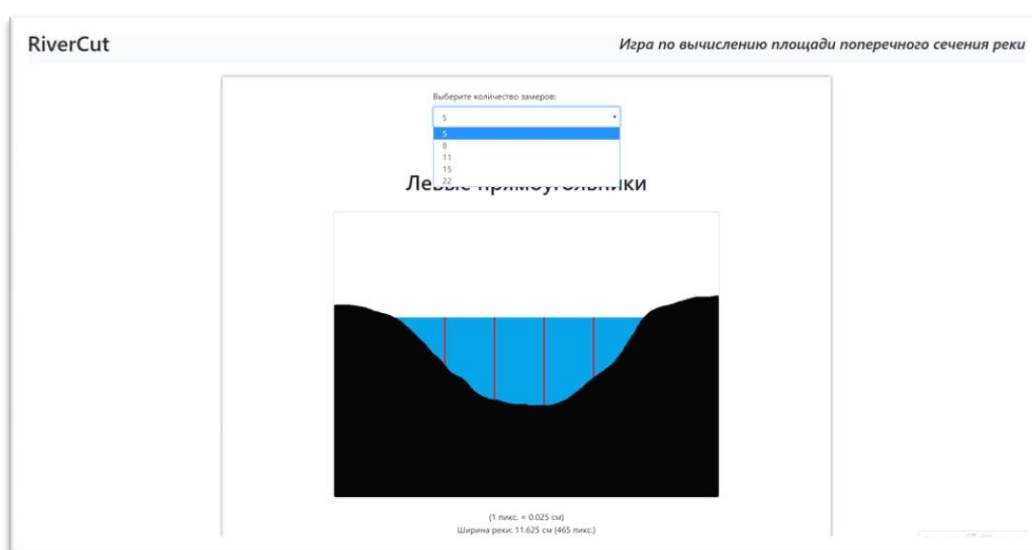 RiverCut
Игра по вычислению площади поперечного сечения реки
Выберите количество замеров:
5
5
8
11
15
22
Левые прямоугольники
(1 пикс. = 0.025 см)
Ширина реки: 11.625 см (465 пикс.)